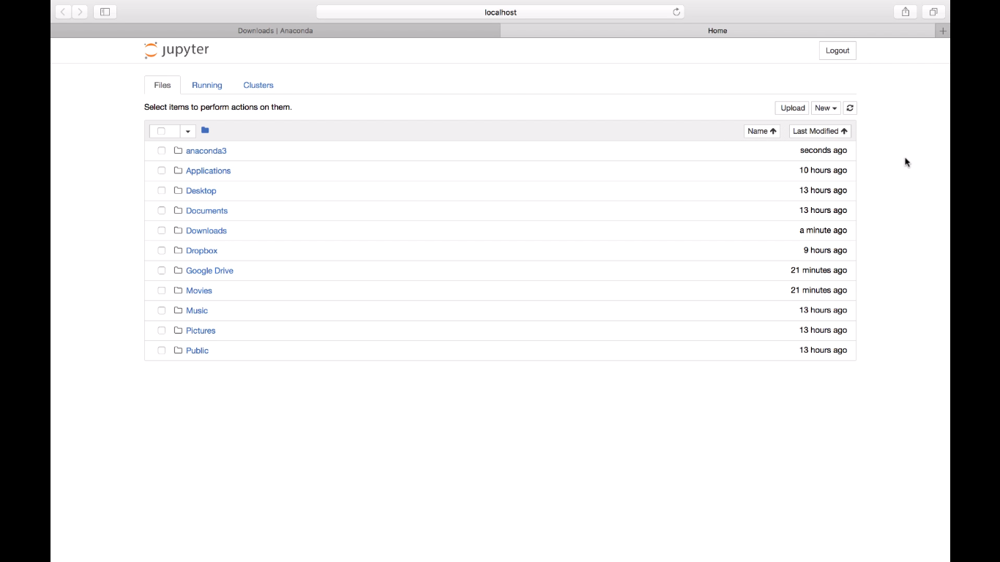 localhost
Downloads | Anaconda
Home
jupyter
Logout
Files Running Clusters
Select items to perform actions on them.
Upload New
Name Last Modified
anaconda3 seconds ago
Applications 10 hours ago
Desktop 13 hours ago
Documents 13 hours ago
Downloads a minute ago
Dropbox 9 hours ago
Google Drive 21 minutes ago
Movies 21 minutes ago
Music 13 hours ago
Pictures 13 hours ago
Public 13 hours ago